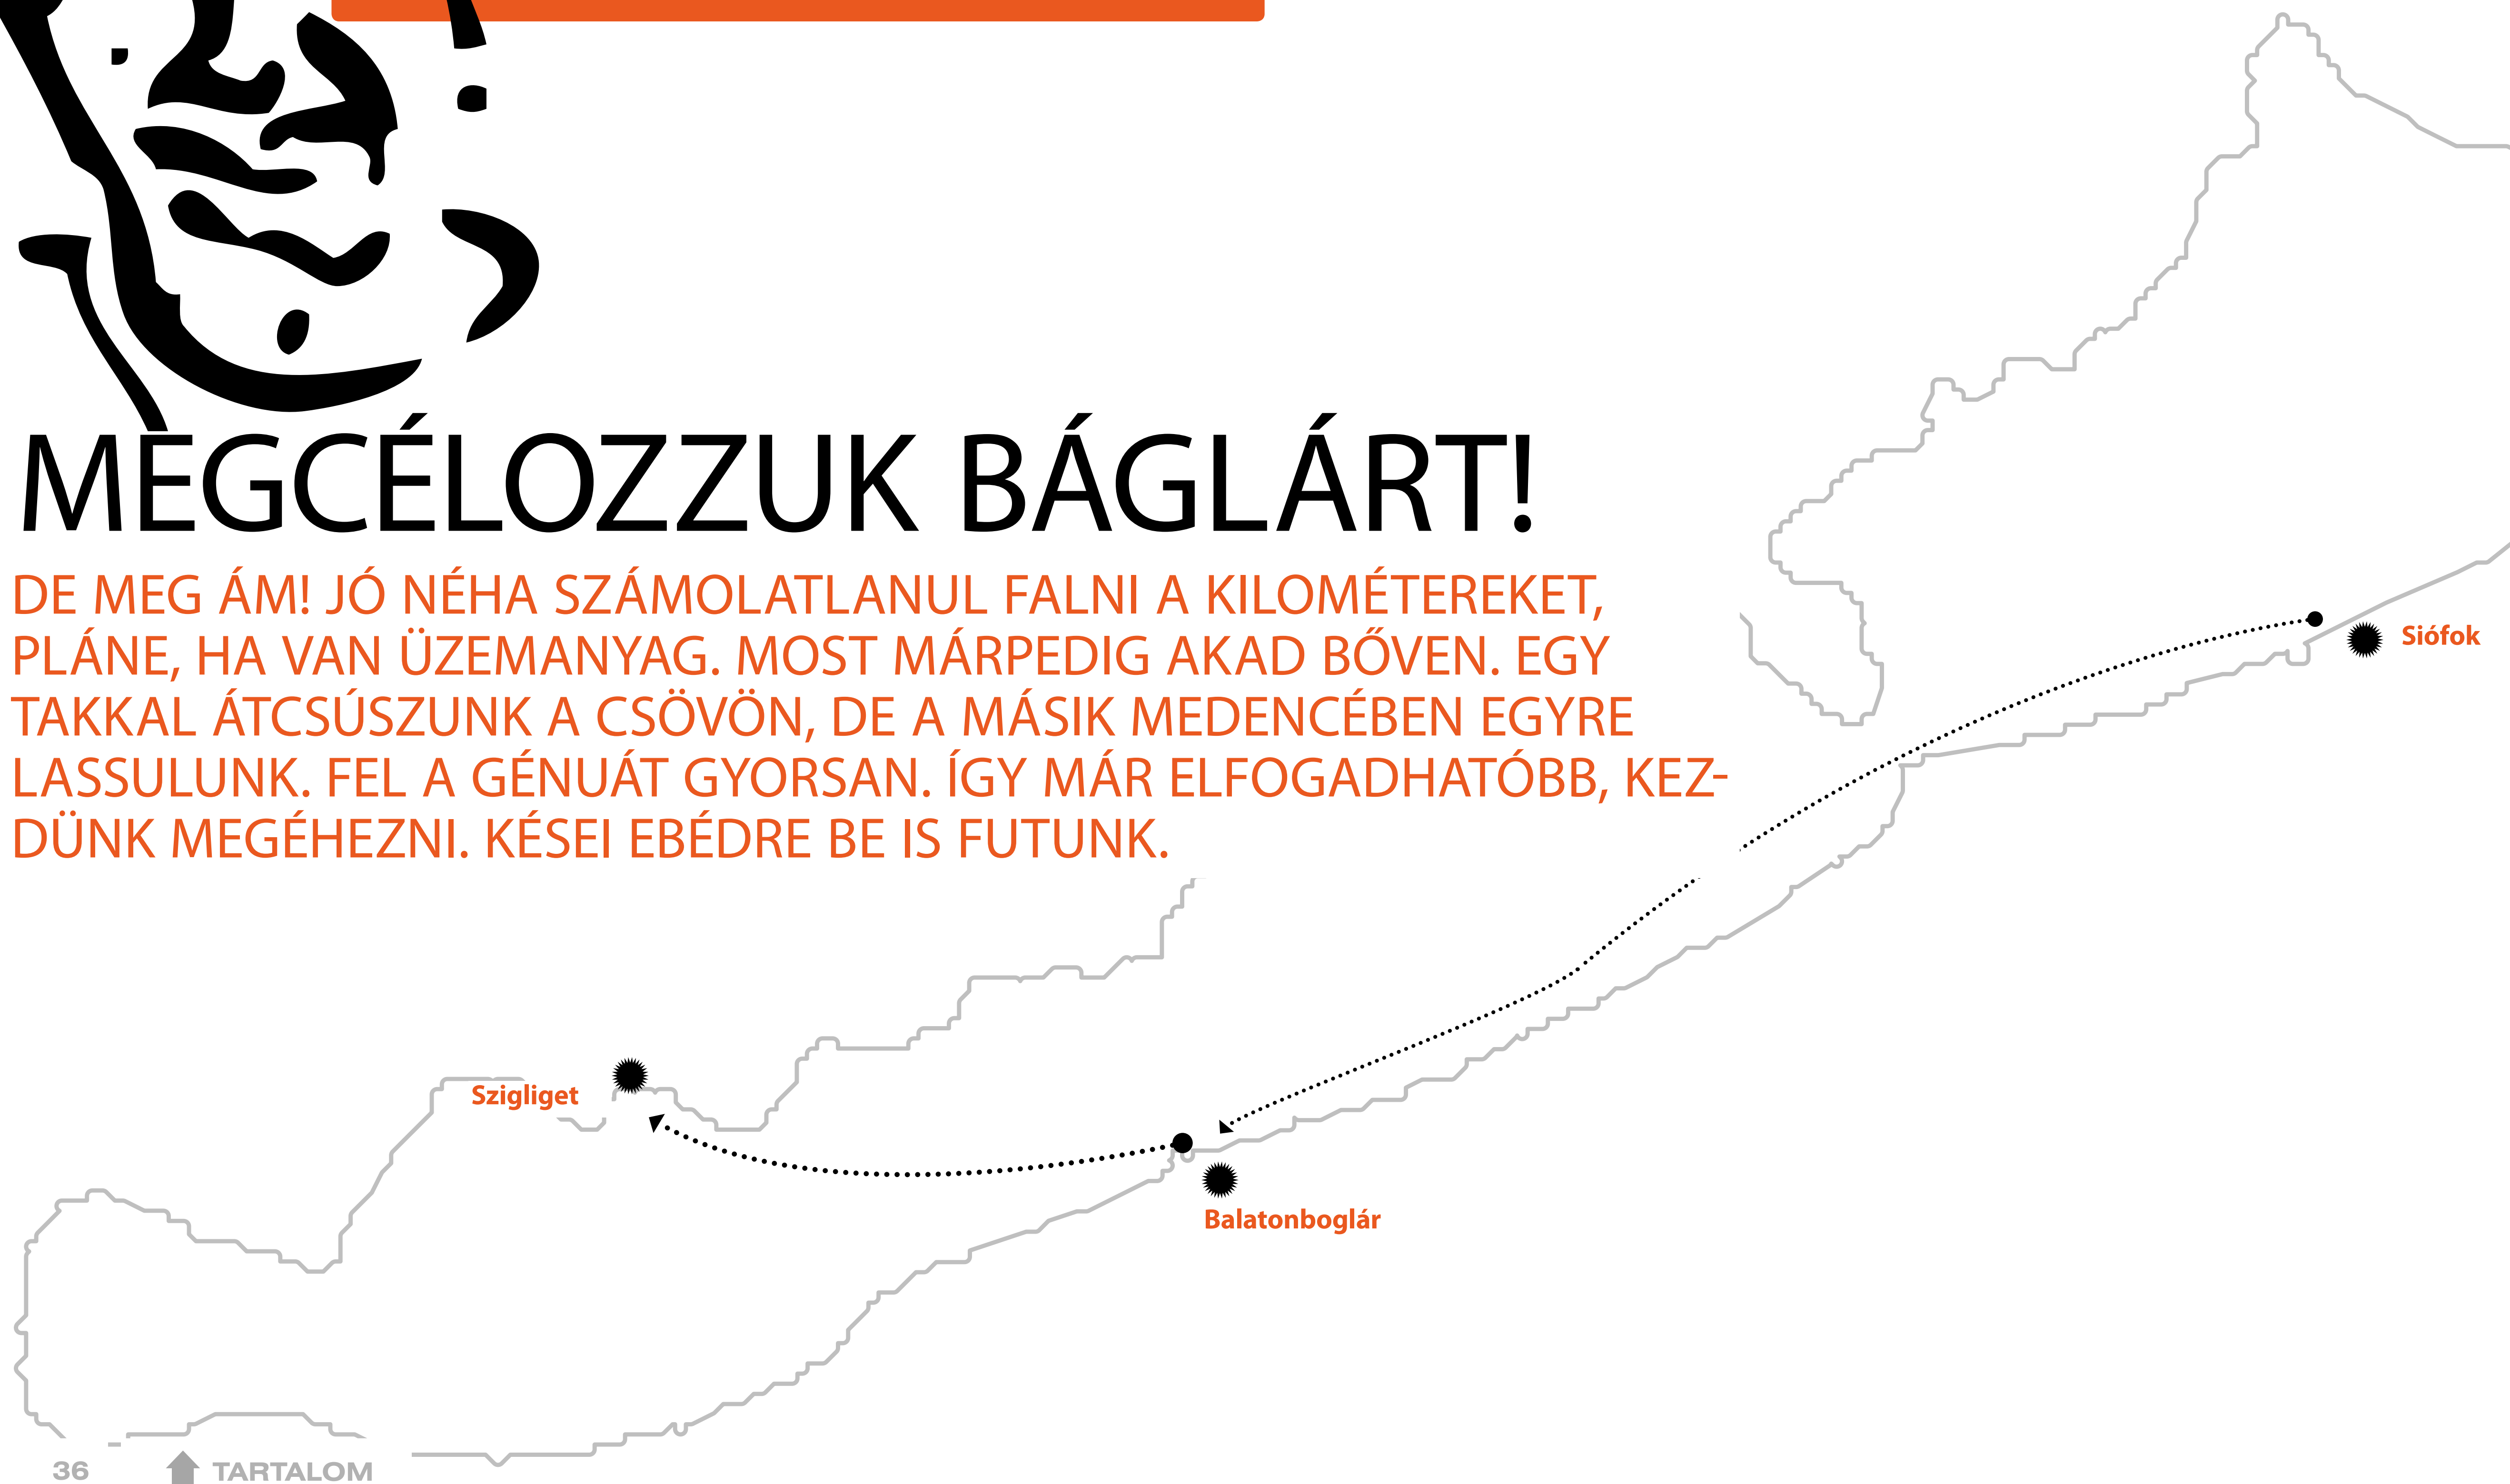 MEGCÉLOZZUK BÁGLÁRT!
DE MEG ÁM! JÓ NÉHA SZÁMOLATLANUL FALNI A KILOMÉTEREKET,
PLÁNE, HA VAN ÜZEMANYAG. MOST MÁRPEDIG AKAD BŐVEN. EGY
TAKKAL ÁTCSÚSZUNK A CSÖVÖN, DE A MÁSIK MEDENCÉBEN EGYRE
LASSULUNK. FEL A GÉNUÁT GYORSAN. ÍGY MÁR ELFOGADHATÓBB, KEZ-
DÜNK MEGÉHEZNI. KÉSEI EBÉDRE BE IS FUTUNK.
Siófok
Szigliget
Balatonboglár
36 TARTALOM